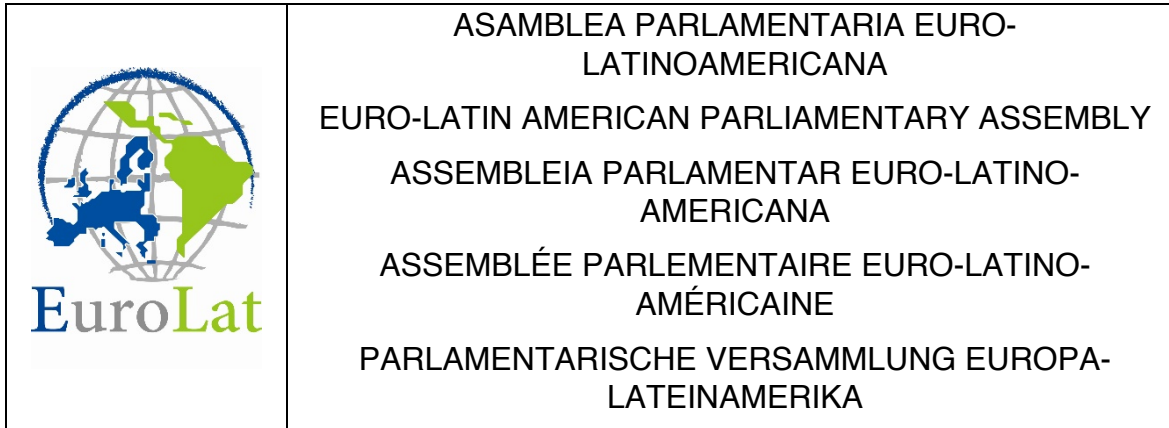 EuroLat
ASAMBLEA PARLAMENTARIA EURO-
LATINOAMERICANA
EURO-LATIN AMERICAN PARLIAMENTARY ASSEMBLY
ASSEMBLEIA PARLAMENTAR EURO-LATINO-
AMERICANA
ASSEMBLÉE PARLEMENTAIRE EURO-LATINO-
AMÉRICAINE
PARLAMENTARISCHE VERSAMMLUNG EUROPA-
LATEINAMERIKA